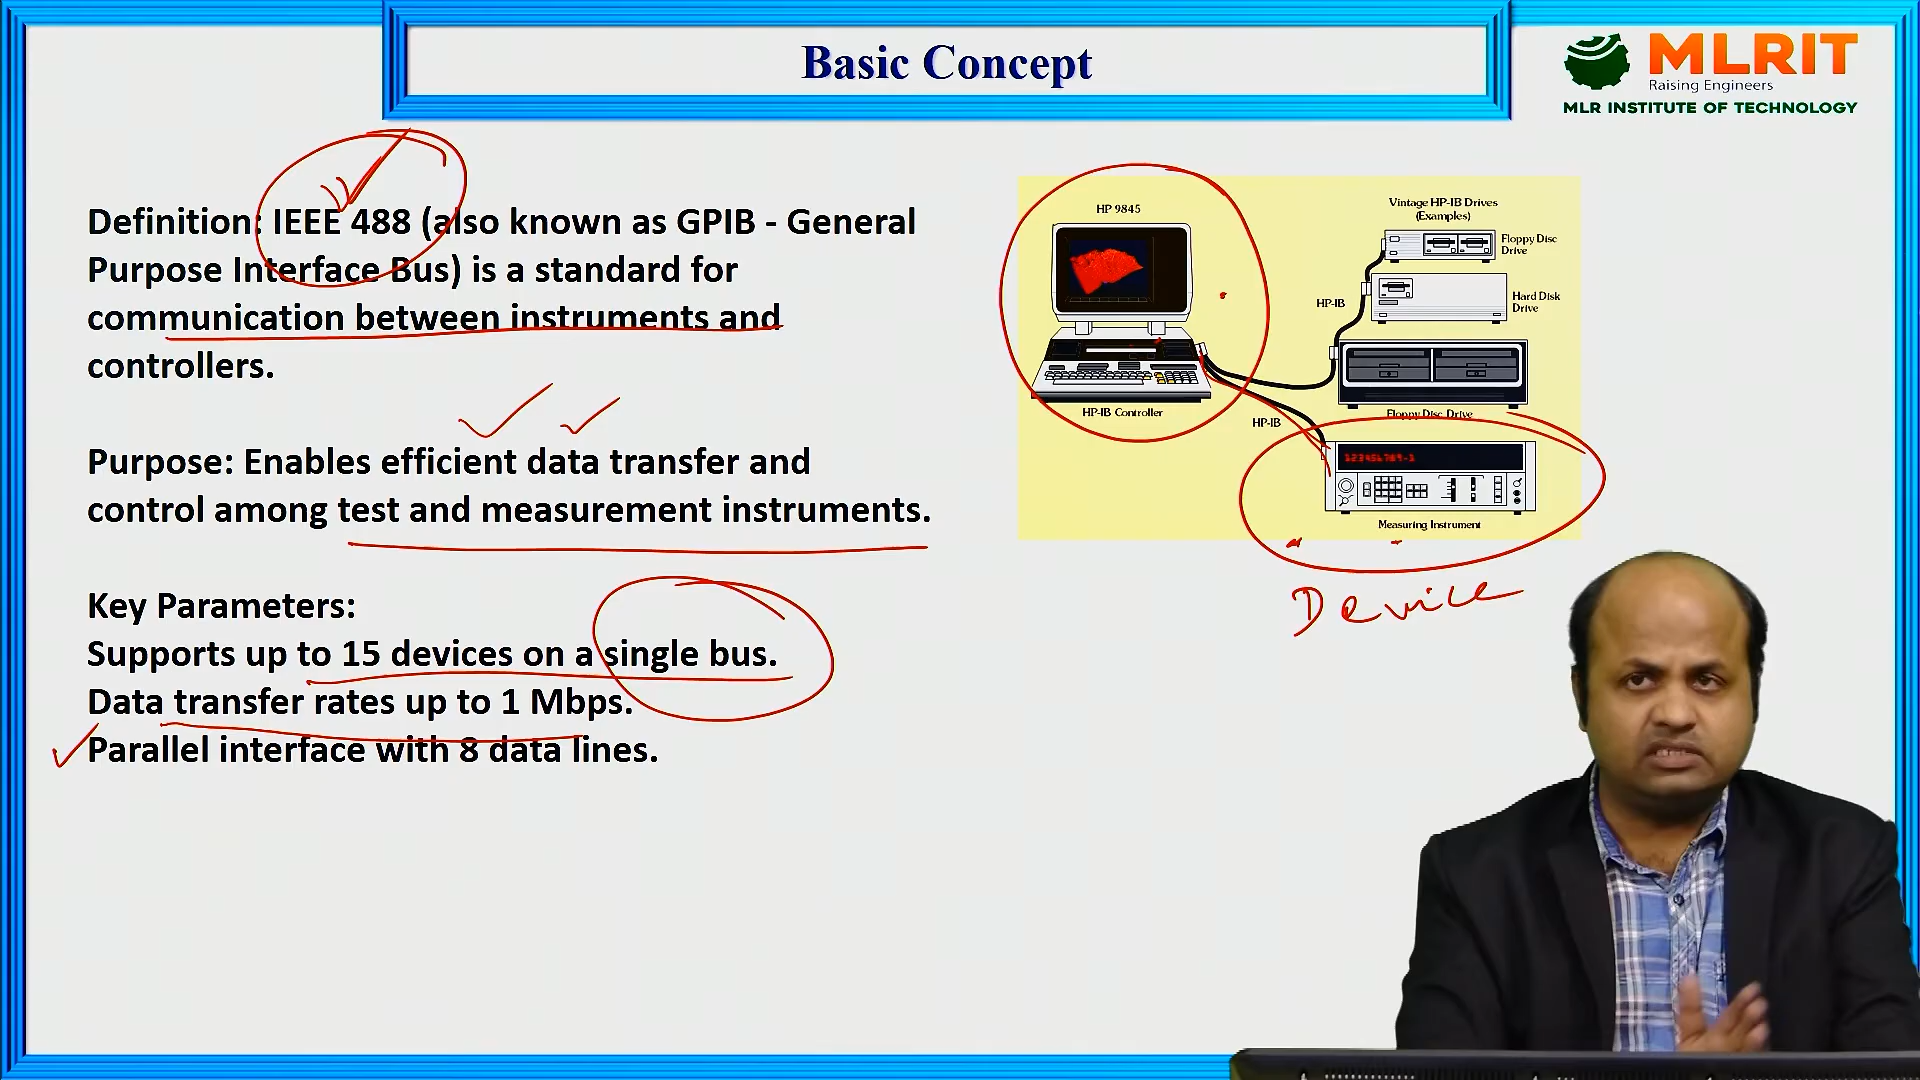 Basic Concept
MLRIT
Raising Engineers
MLR INSTITUTE OF TECHNOLOGY
Definition: IEEE 488 (also known as GPIB - General
Purpose Interface Bus) is a standard for
communication between instruments and
controllers.
Purpose: Enables efficient data transfer and
control among test and measurement instruments.
Key Parameters:
Supports up to 15 devices on a single bus.
Data transfer rates up to 1 Mbps.
Parallel interface with 8 data lines.
HP 9845
HP-IB Controller
Vintage HP-IB Drives
(Examples)
Floppy Disc
Drive
HP-IB
Hard Disk
Drive
Floppy Disc Drive
HP-IB
123456789-1
Measuring Instrument
Device